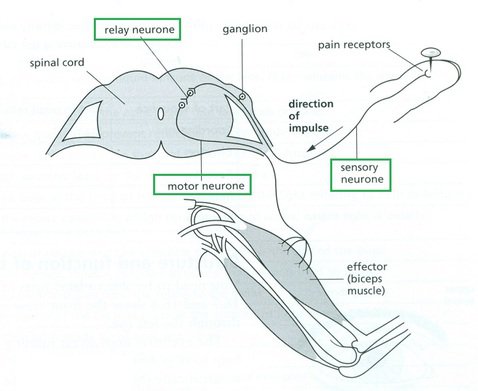 relay neurone
ganglion
pain receptors
spinal cord
direction
of
impulse
sensory
neurone
motor neurone
effector
(biceps
muscle)